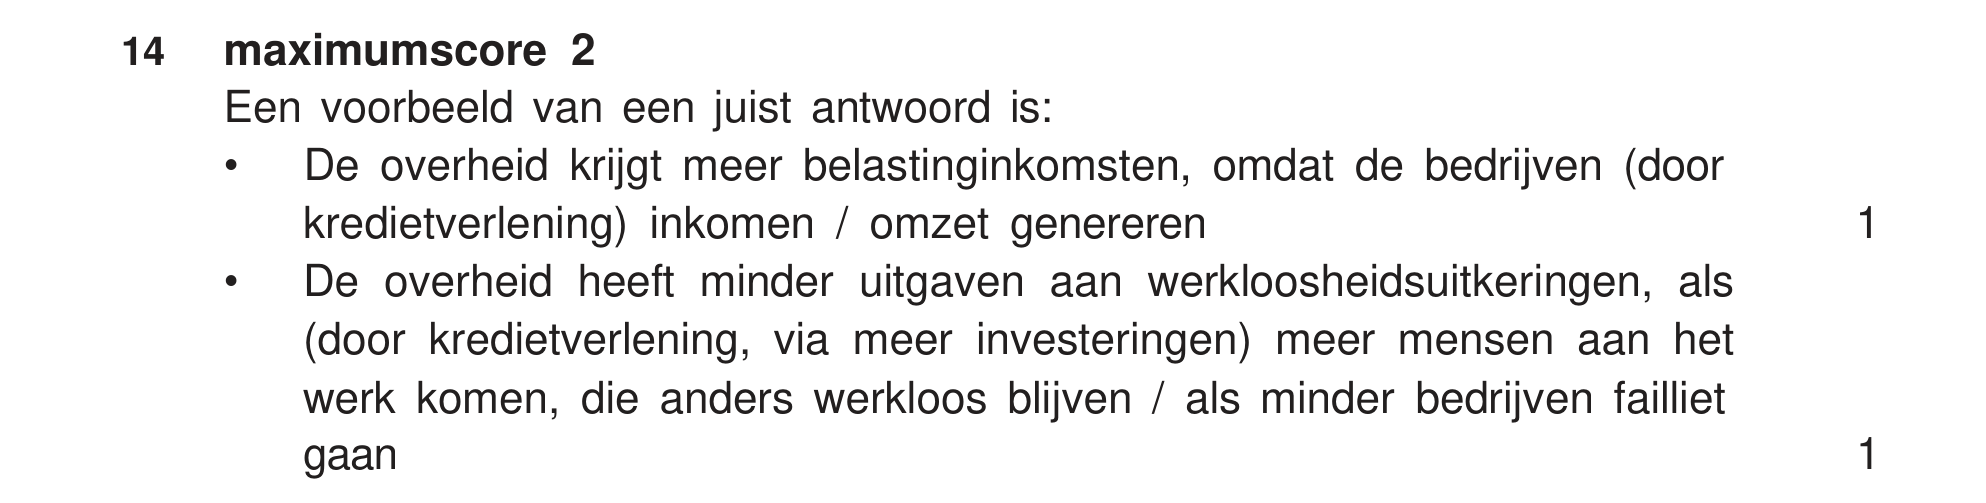 14 maximumscore 2
Een voorbeeld van een juist antwoord is:
• De overheid krijgt meer belastinginkomsten, omdat de bedrijven (door
kredietverlening) inkomen / omzet genereren 1
• De overheid heeft minder uitgaven aan werkloosheidsuitkeringen, als
(door kredietverlening, via meer investeringen) meer mensen aan het
werk komen, die anders werkloos blijven / als minder bedrijven failliet
gaan 1